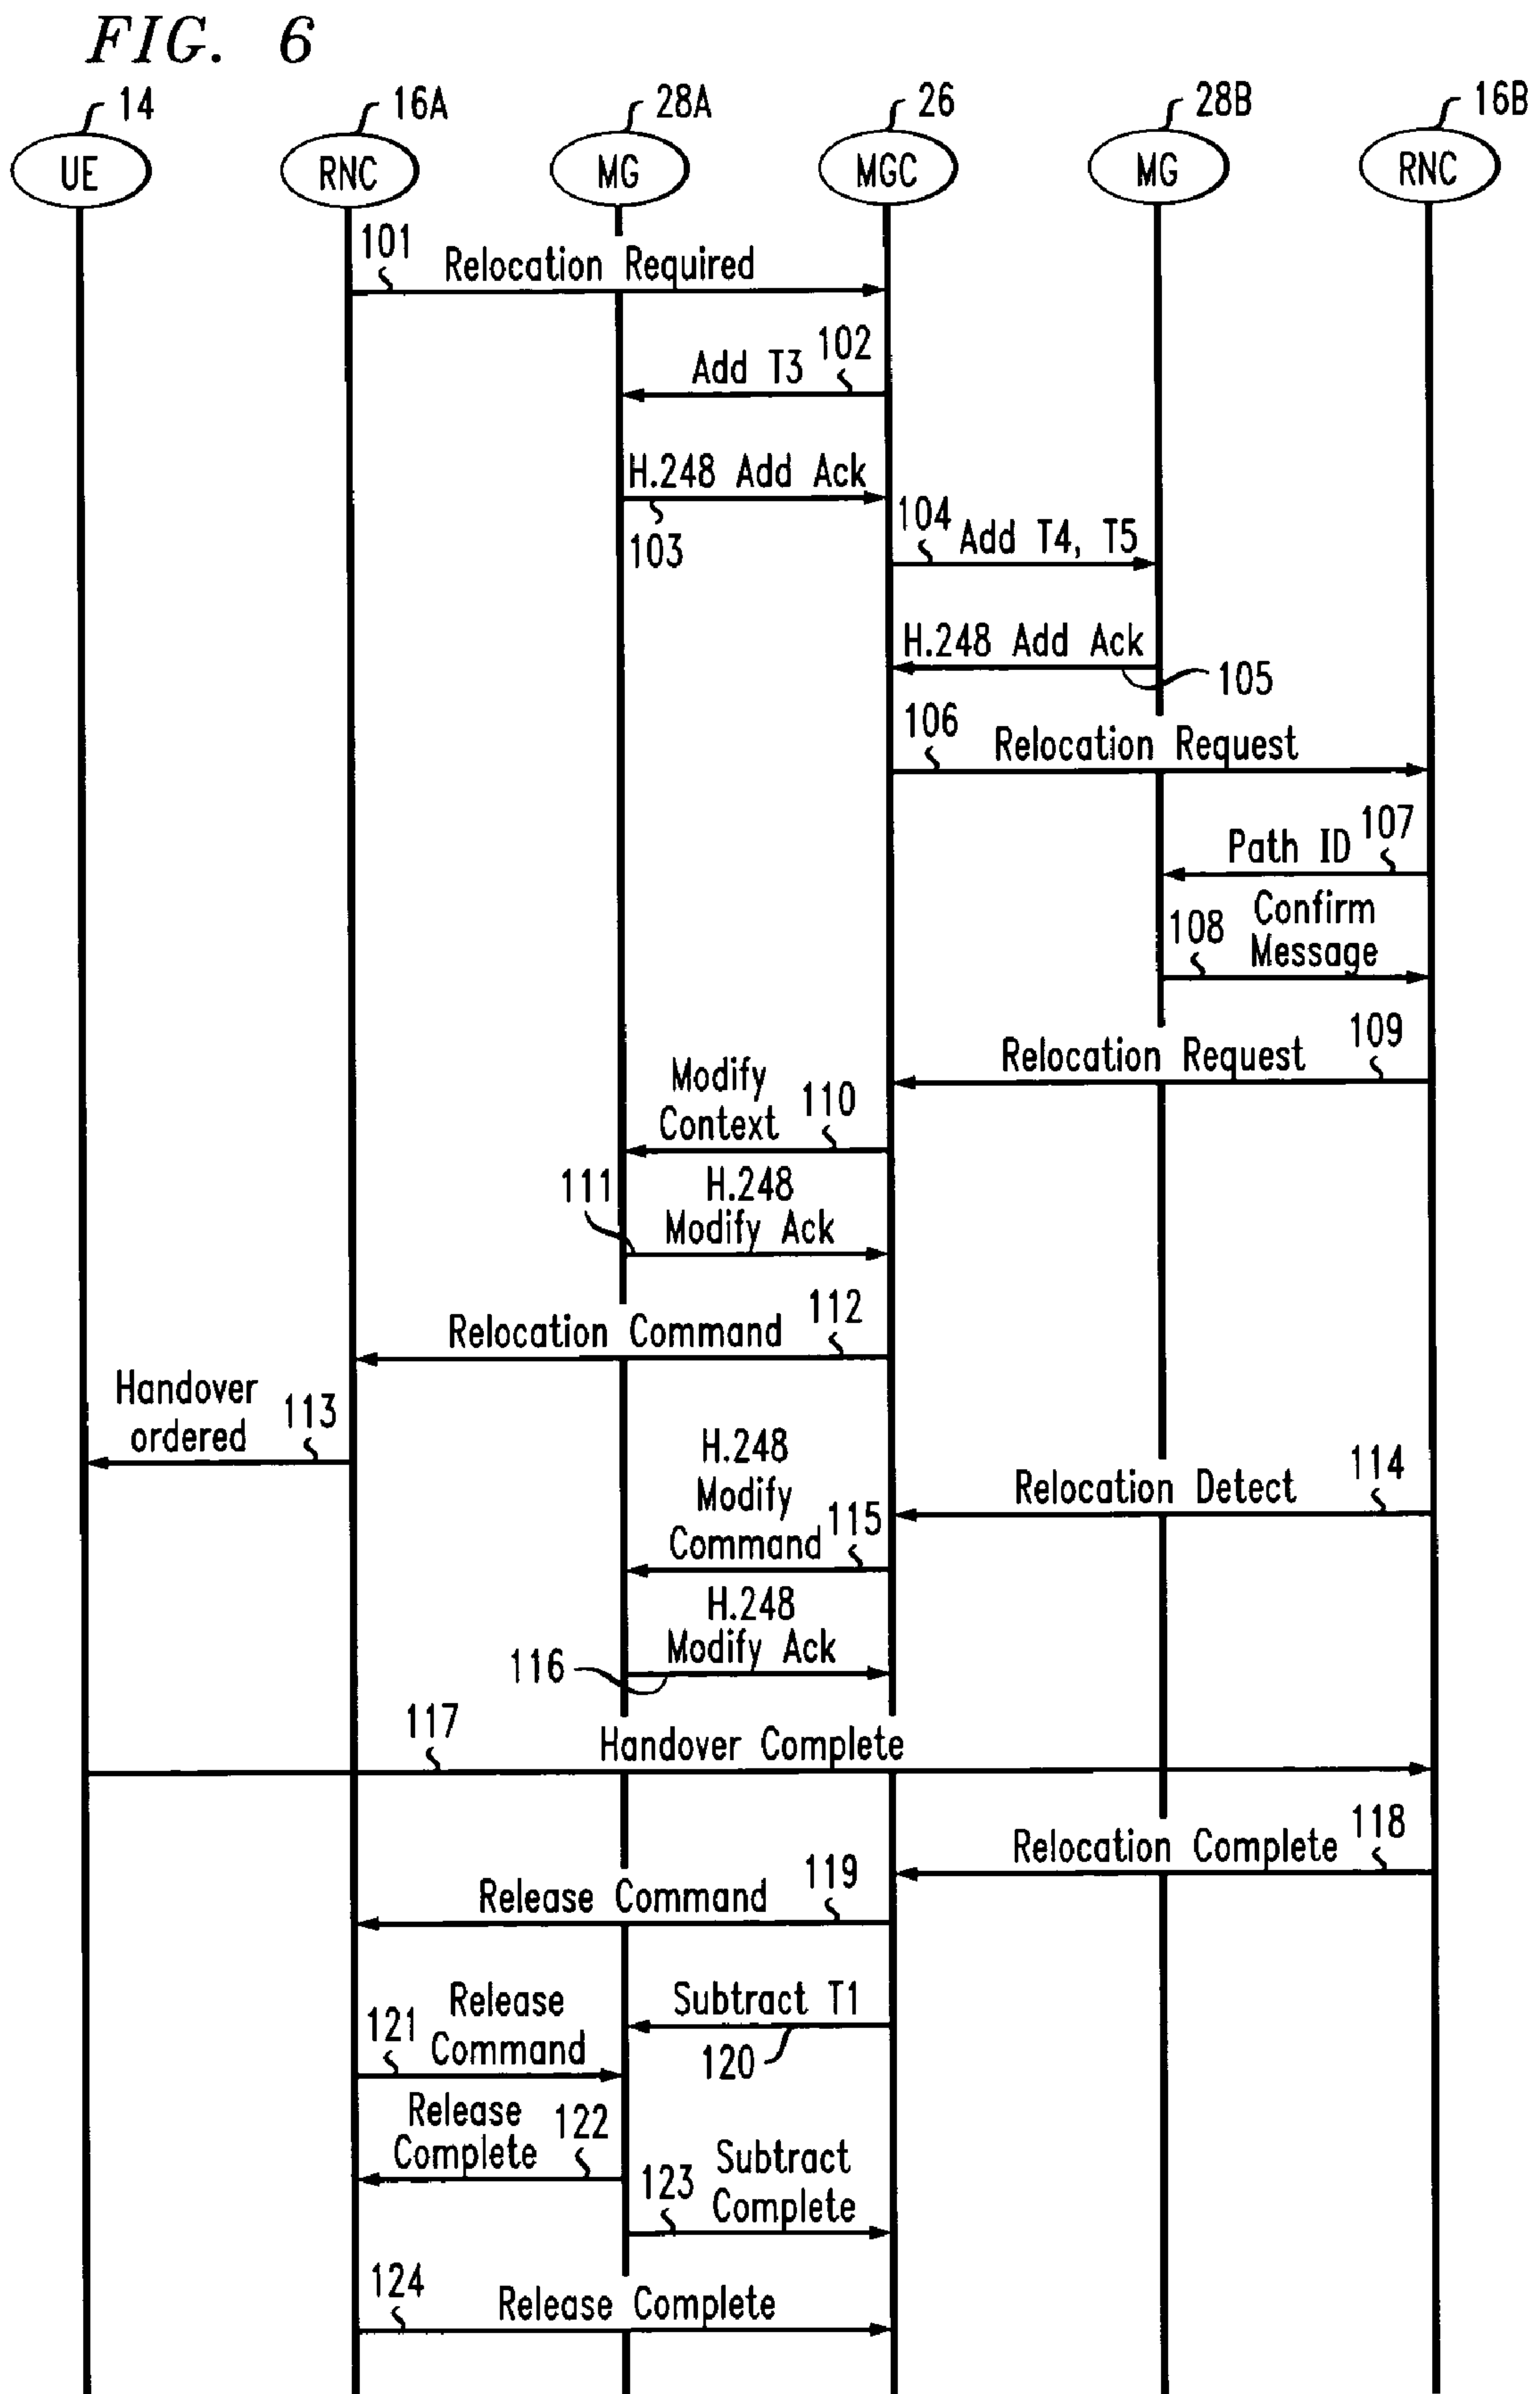 FIG. 6
14
16A
28A
26
28B
16B
UE
RNC
MG
MGC
MG
RNC
101
Relocation Required
102
Add T3
H.248 Add Ack
103
104
Add T4, T5
H.248 Add Ack
105
106
Relocation Request
107
Path ID
108
Confirm
Message
109
Relocation Request
Modify
Context
110
111
H.248
Modify Ack
112
Relocation Command
Handover
ordered
113
114
Relocation Detect
H.248
Modify
Command
115
H.248
Modify Ack
116
117
Handover Complete
118
Relocation Complete
119
Release Command
Subtract T1
120
121
Release
Command
Release
Complete
122
123
Subtract
Complete
124
Release Complete